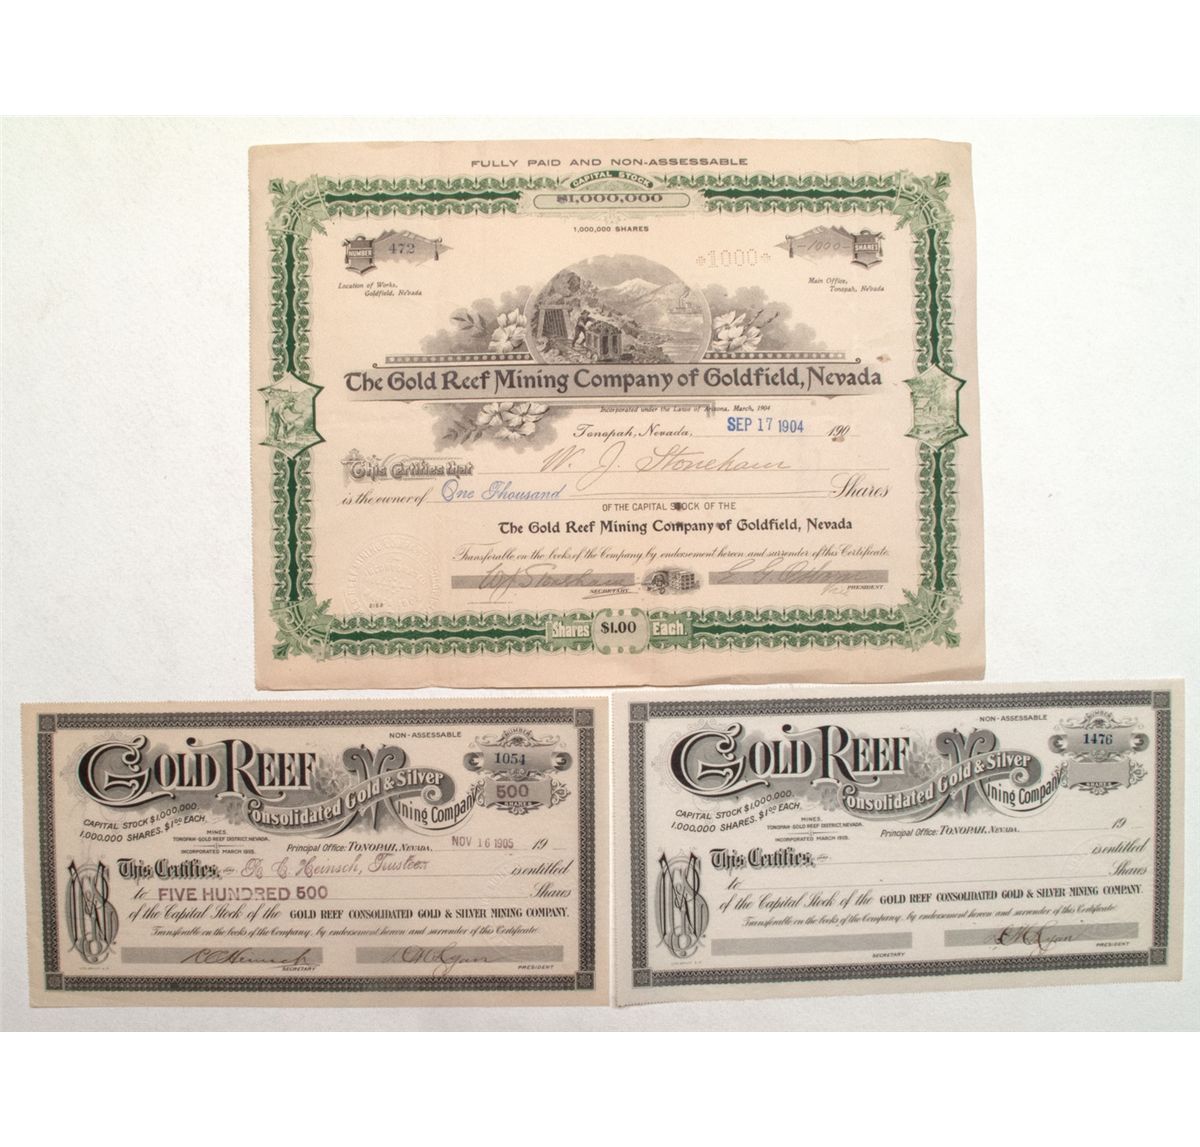 FULLY PAID AND NON-ASSESSABLE
CAPITAL STOCK
$1,000,000
1,000,000 SHARES
NUMBER 472
1000
-1000- SHARES
Location of Works,
Goldfield, Nevada
Main Office,
Tonopah, Nevada
The Gold Reef Mining Company of Goldfield, Nevada
Incorporated under the Laws of Arizona, March, 1904
Tonopah, Nevada, SEP 17 1904 190
This Certifies that W. J. Stoneham
is the owner of One Thousand Shares
OF THE CAPITAL STOCK OF THE
The Gold Reef Mining Company of Goldfield, Nevada
Transferable on the books of the Company by endorsement hereon and surrender of this Certificate.
W J Stoneham
SECRETARY.
Vice PRESIDENT.
Shares $1.00 Each.
NON-ASSESSABLE
NUMBER
1054
500
SHARES
GOLD REEF
Consolidated Gold & Silver
Mining Company
CAPITAL STOCK $1,000,000.
1,000,000 SHARES. $1.00 EACH.
MINES.
TONOPAH-GOLD REEF DISTRICT, NEVADA.
INCORPORATED MARCH 1905.
Principal Office: TONOPAH, NEVADA. NOV 16 1905 19
This Certifies, Heinsch, Trustee is entitled
to FIVE HUNDRED 500 Shares
of the Capital Stock of the GOLD REEF CONSOLIDATED GOLD & SILVER MINING COMPANY.
Transferable on the books of the Company, by endorsement hereon and surrender of this Certificate.
SECRETARY
PRESIDENT
NON-ASSESSABLE
NUMBER
1476
SHARES
GOLD REEF
Consolidated Gold & Silver
Mining Company
CAPITAL STOCK $1,000,000.
1,000,000 SHARES. $1.00 EACH.
MINES.
TONOPAH-GOLD REEF DISTRICT, NEVADA.
INCORPORATED MARCH 1905.
Principal Office: TONOPAH, NEVADA. 19
This Certifies, is entitled
to Shares
of the Capital Stock of the GOLD REEF CONSOLIDATED GOLD & SILVER MINING COMPANY.
Transferable on the books of the Company, by endorsement hereon and surrender of this Certificate.
SECRETARY
PRESIDENT